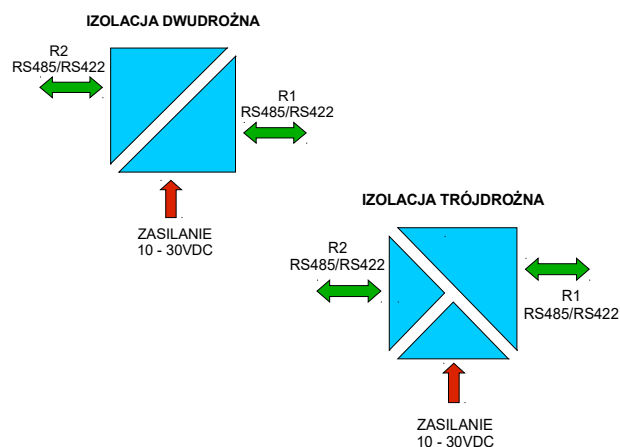 IZOLACJA DWUDROŻNA
R2
RS485/RS422
R1
RS485/RS422
ZASILANIE
10 - 30VDC
IZOLACJA TRÓJDROŻNA
R2
RS485/RS422
R1
RS485/RS422
ZASILANIE
10 - 30VDC